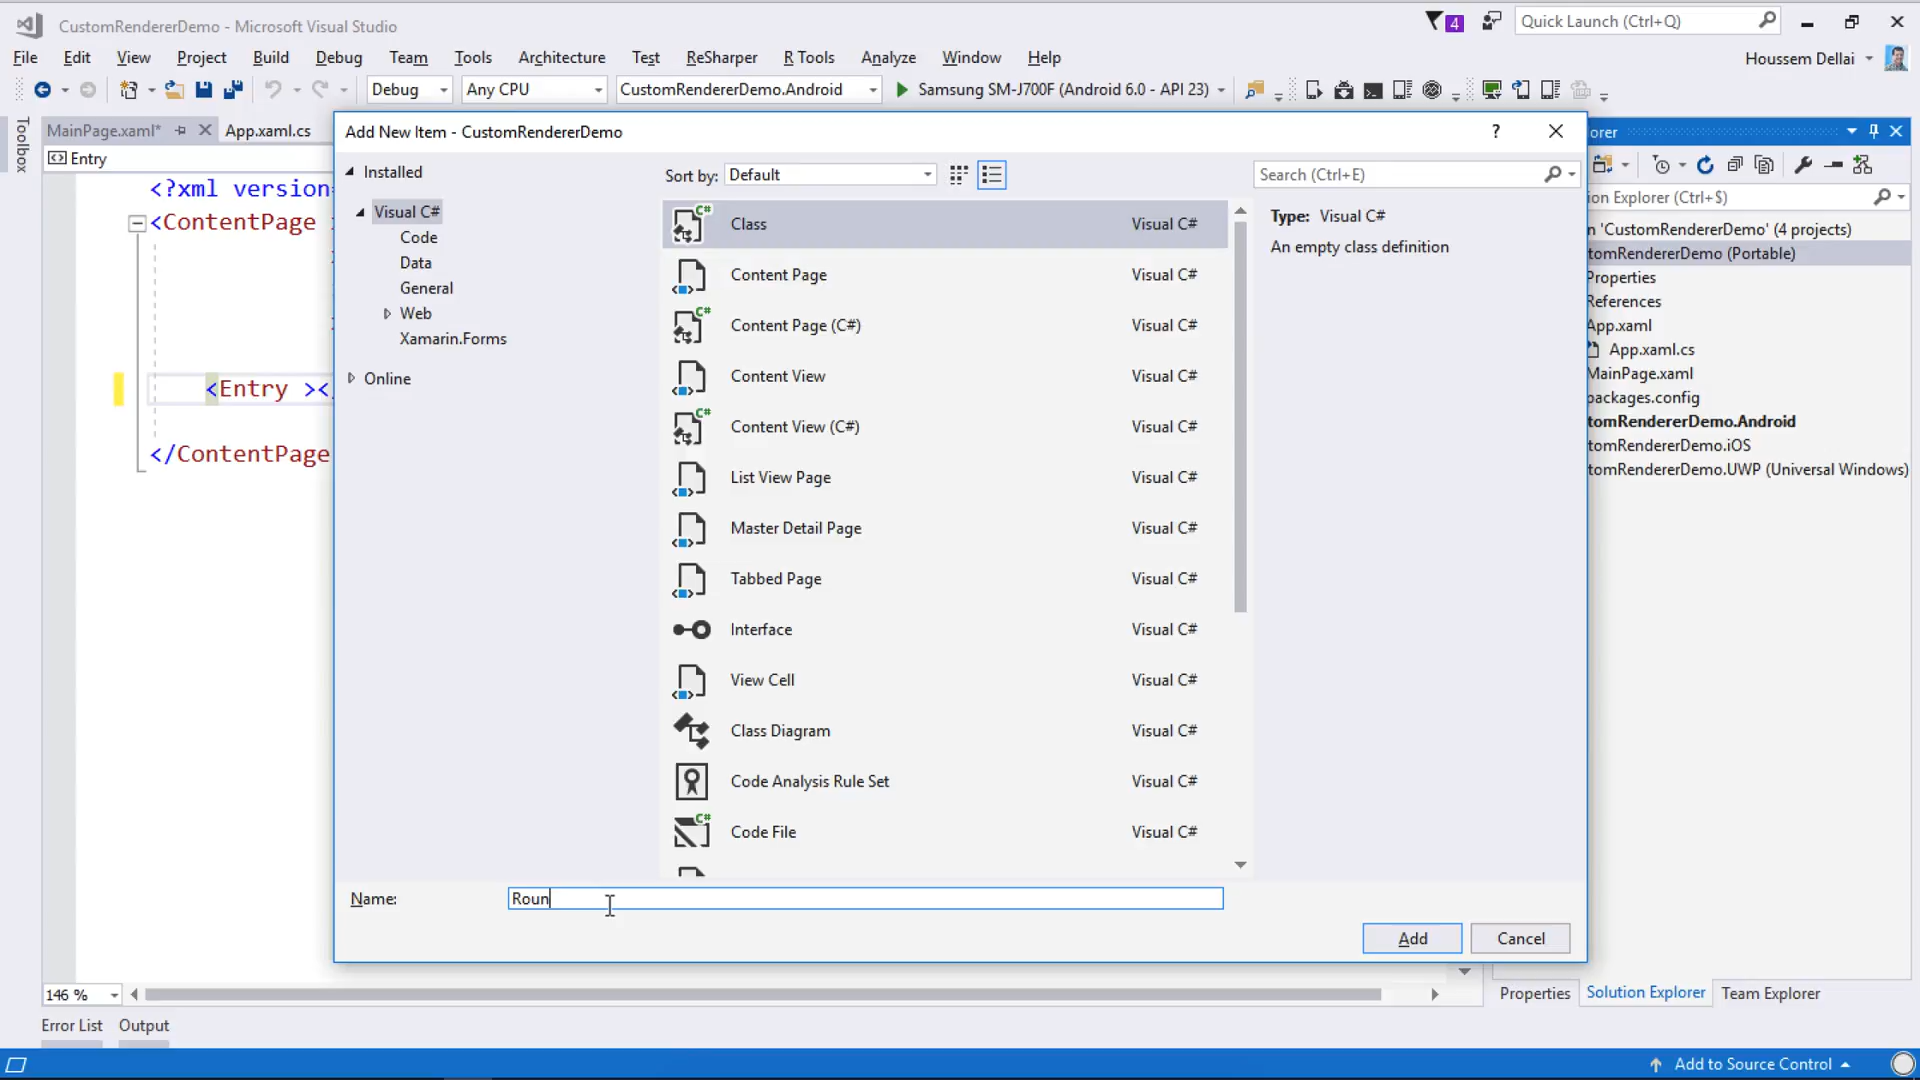 CustomRendererDemo - Microsoft Visual Studio
4
Quick Launch (Ctrl+Q)
File Edit View Project Build Debug Team Tools Architecture Test ReSharper R Tools Analyze Window Help
Houssem Dellai
Debug
Any CPU
CustomRendererDemo.Android
Samsung SM-J700F (Android 6.0 - API 23)
Toolbox
MainPage.xaml*
App.xaml.cs
Entry
<?xml version=
<ContentPage
<Entry ></
</ContentPage
146 %
Add New Item - CustomRendererDemo
?
Installed
Visual C#
Code
Data
General
Web
Xamarin.Forms
Online
Sort by:
Default
Search (Ctrl+E)
Class Visual C#
Content Page Visual C#
Content Page (C#) Visual C#
Content View Visual C#
Content View (C#) Visual C#
List View Page Visual C#
Master Detail Page Visual C#
Tabbed Page Visual C#
Interface Visual C#
View Cell Visual C#
Class Diagram Visual C#
Code Analysis Rule Set Visual C#
Code File Visual C#
Type: Visual C#
An empty class definition
Name:
Roun
Add
Cancel
orer
ion Explorer (Ctrl+$)
n 'CustomRendererDemo' (4 projects)
tomRendererDemo (Portable)
Properties
References
App.xaml
App.xaml.cs
MainPage.xaml
packages.config
tomRendererDemo.Android
tomRendererDemo.iOS
tomRendererDemo.UWP (Universal Windows)
Properties
Solution Explorer
Team Explorer
Error List
Output
Add to Source Control